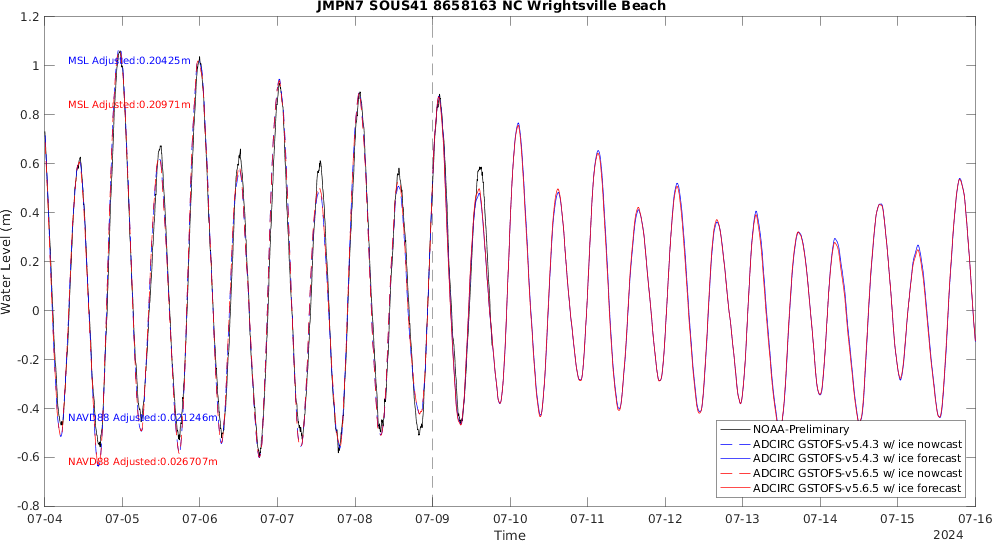 JMPN7 SOUS41 8658163 NC Wrightsville Beach
1.2
1
0.8
0.6
0.4
0.2
0
-0.2
-0.4
-0.6
-0.8
Water Level (m)
MSL Adjusted:0.20425m
MSL Adjusted:0.20971m
NAVD88 Adjusted:0.021246m
NAVD88 Adjusted:0.026707m
NOAA-Preliminary
ADCIRC GSTOFS-v5.4.3 w/ ice nowcast
ADCIRC GSTOFS-v5.4.3 w/ ice forecast
ADCIRC GSTOFS-v5.6.5 w/ ice nowcast
ADCIRC GSTOFS-v5.6.5 w/ ice forecast
07-04 07-05 07-06 07-07 07-08 07-09 07-10 07-11 07-12 07-13 07-14 07-15 07-16
Time
2024